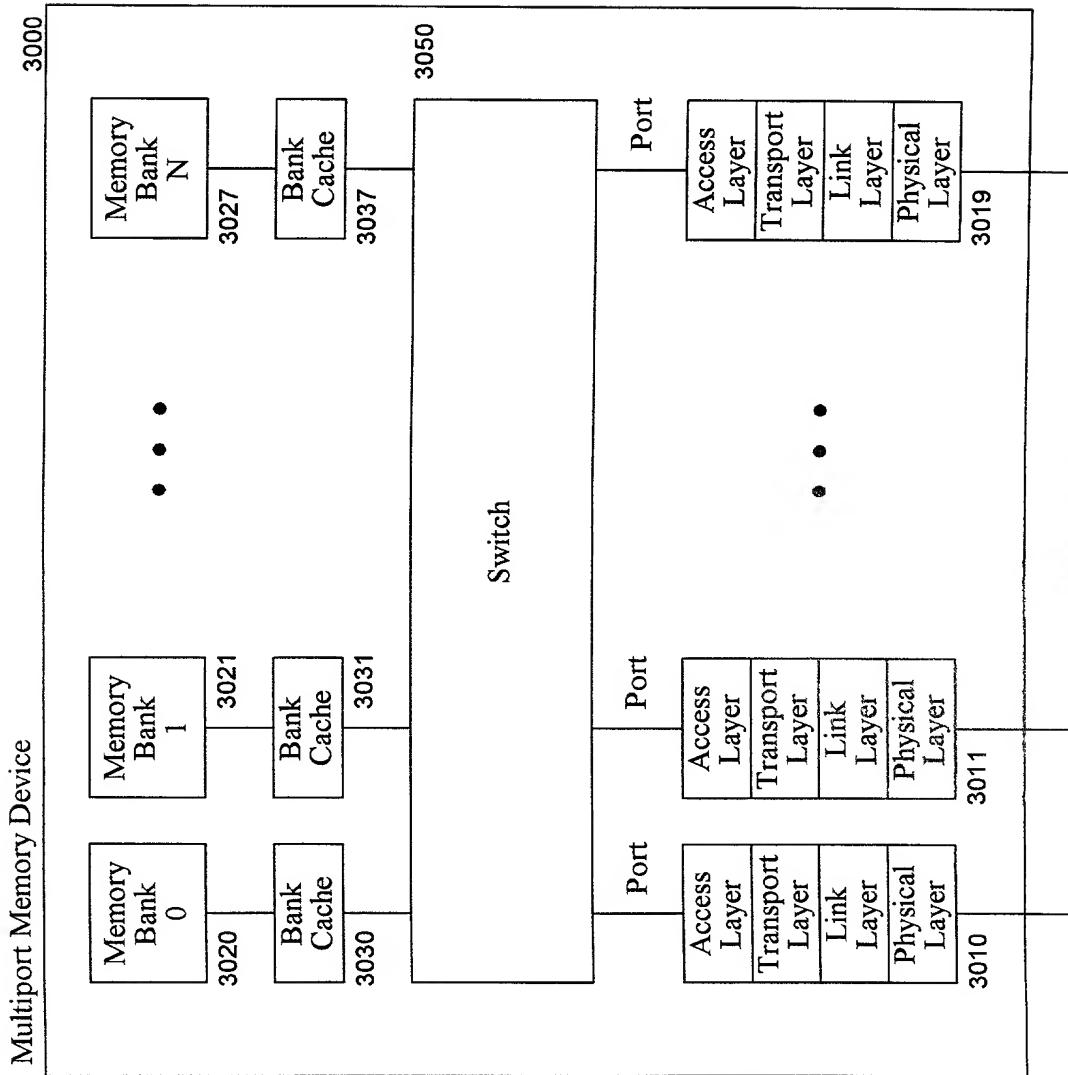 Multiport Memory Device
3000
Memory
Bank
0
3020
Memory
Bank
1
3021
Memory
Bank
N
3027
Bank
Cache
3030
Bank
Cache
3031
Bank
Cache
3037
3050
Switch
Port
Access
Layer
Transport
Layer
Link
Layer
Physical
Layer
3010
Port
Access
Layer
Transport
Layer
Link
Layer
Physical
Layer
3011
Port
Access
Layer
Transport
Layer
Link
Layer
Physical
Layer
3019